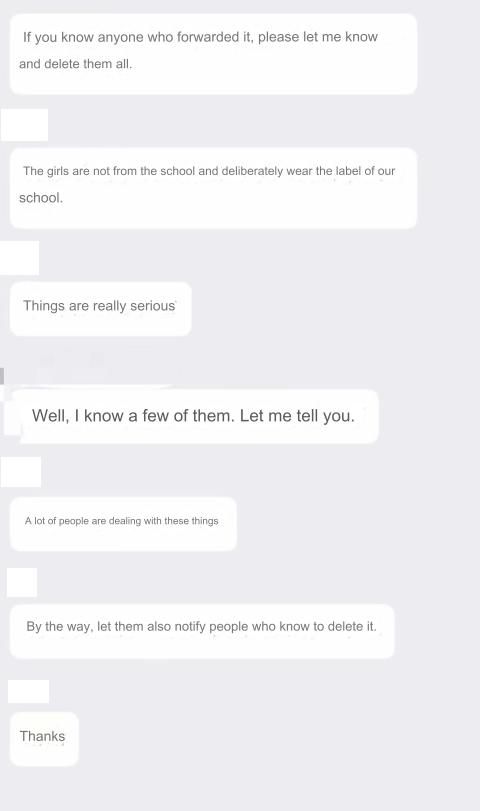 If you know anyone who forwarded it, please let me know
and delete them all.
The girls are not from the school and deliberately wear the label of our
school.
Things are really serious
Well, I know a few of them. Let me tell you.
A lot of people are dealing with these things
By the way, let them also notify people who know to delete it.
Thanks